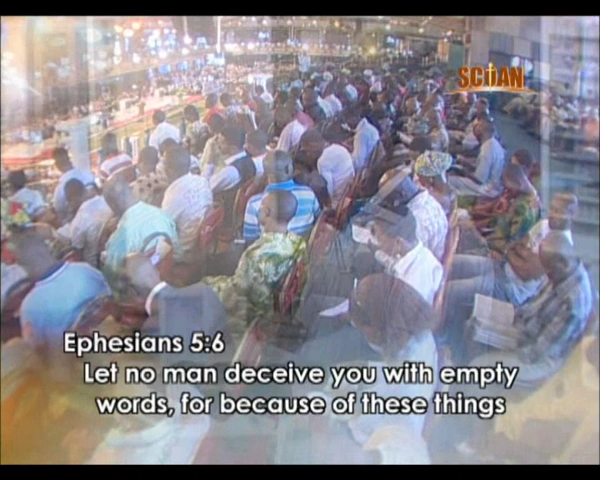 SCOAN
Ephesians 5:6
Let no man deceive you with empty
words, for because of these things